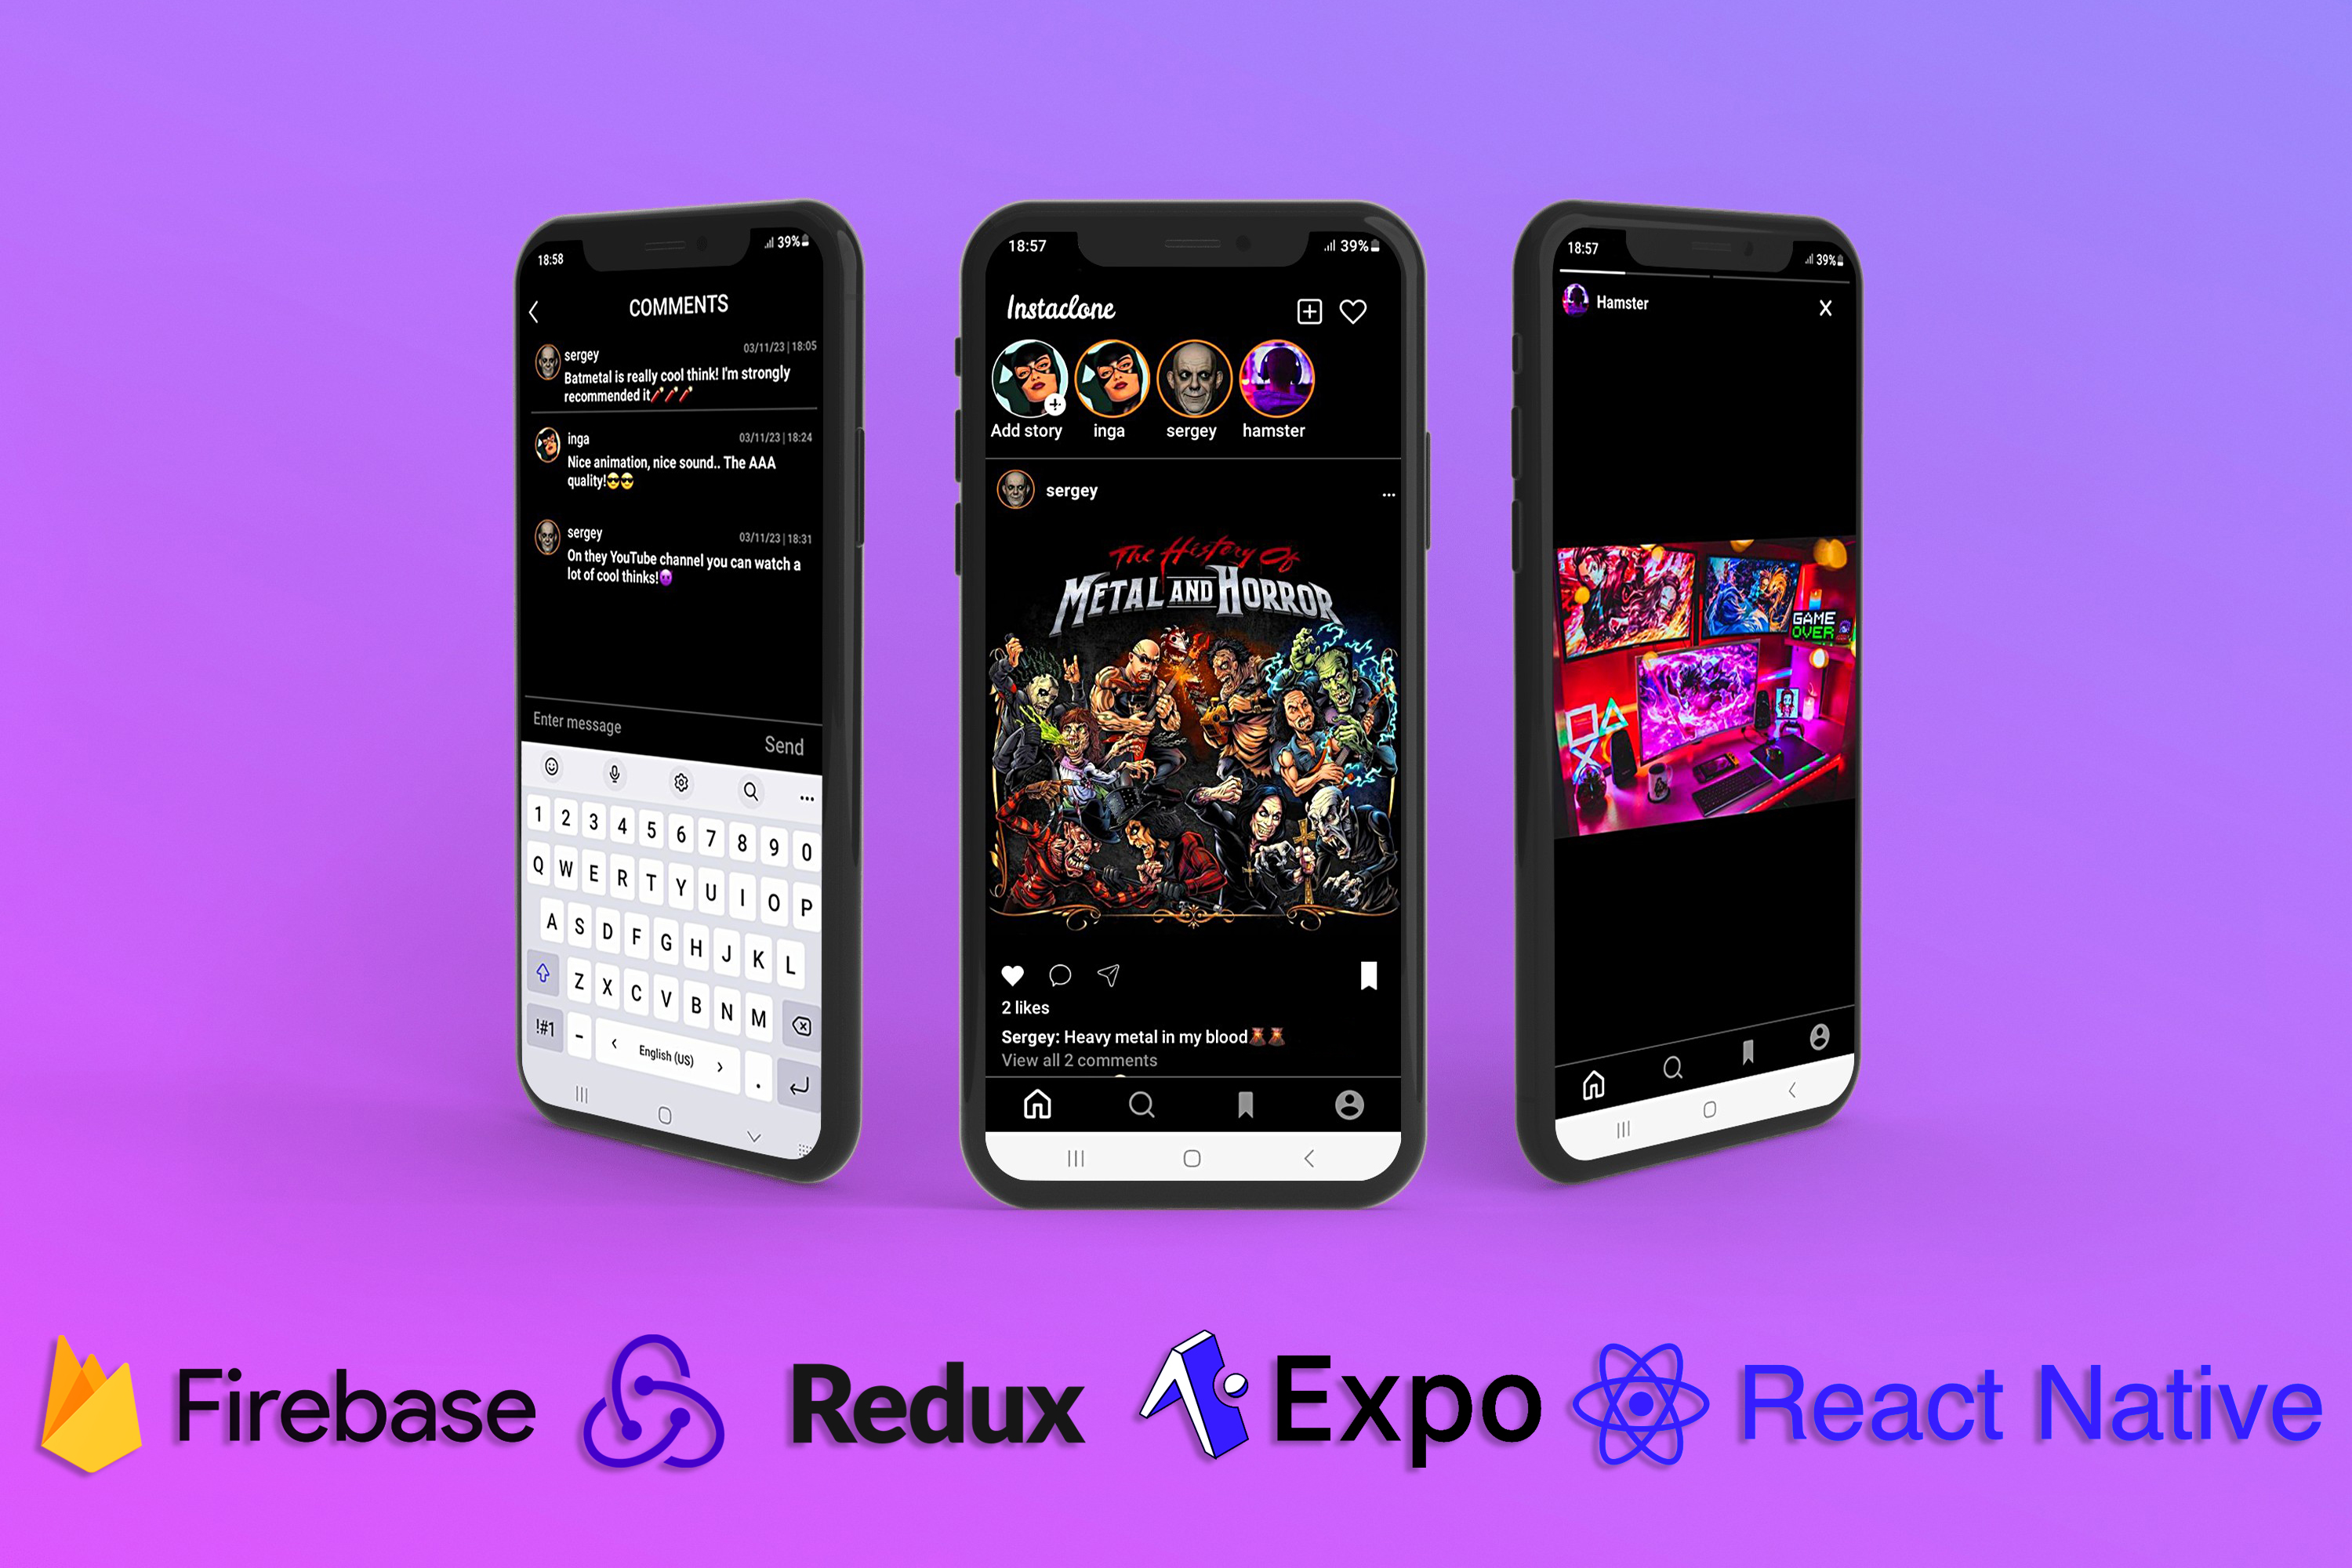 18:58
39%
COMMENTS
sergey
03/11/23 | 18:05
Batmetal is really cool think! I'm strongly
recommended it🌶️🌶️🌶️
inga
03/11/23 | 18:24
Nice animation, nice sound.. The AAA
quality!😎😎
sergey
03/11/23 | 18:31
On they YouTube channel you can watch a
lot of cool thinks!😈
Enter message
Send
1 2 3 4 5 6 7 8 9 0
Q W E R T Y U I O P
A S D F G H J K L
Z X C V B N M
!#1 - < English (US) > .
18:57
39%
Instaclone
Add story inga sergey hamster
sergey
The History Of
METAL AND HORROR
2 likes
Sergey: Heavy metal in my blood🌋🌋
View all 2 comments
18:57
39%
Hamster
X
GAME
OVER
Firebase Redux Expo React Native